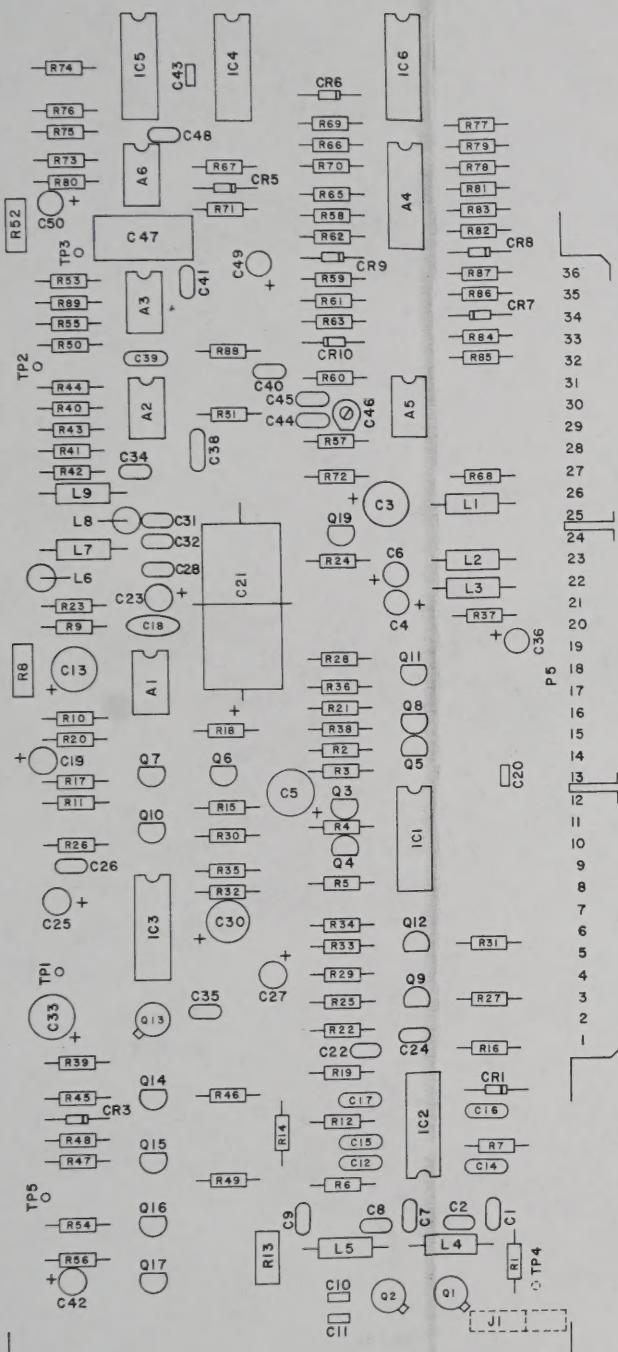 R74
IC5
C43
IC4
CR6
IC6
R76
R75
C48
R69
R77
R66
R79
R73
A6
R67
R70
R78
R80
CR5
R65
A4
R81
R52
C50
+
R71
R58
R83
C47
R62
R82
TP3
C49
+
CR9
CR8
C41
R53
R59
R87
36
R89
A3
+
R61
R86
35
R55
R63
CR7
34
R50
CR10
R84
33
TP2
C39
R88
R85
32
C40
R60
R44
C45
31
R40
A2
R51
C44
C46
A5
30
R43
R57
29
R41
C38
28
R42
C34
R72
R68
27
L9
+
C3
L1
26
L8
C31
Q19
25
C32
24
L7
R24
C6
L2
23
L6
C28
C21
+
L3
22
R23
C23
+
C4
+
R37
21
R9
C18
+
C36
20
19
R8
C13
+
A1
R28
Q11
18
P5
R36
17
R10
+
R21
Q8
16
R20
R18
R38
15
+
C19
R2
14
Q7
Q6
R3
Q5
13
R17
C5
+
C20
R11
R15
Q3
12
Q10
R4
IC1
11
R26
R30
Q4
10
C26
R35
9
R32
R5
8
C25
+
IC3
C30
+
7
R34
Q12
6
R33
R31
5
TP1
C27
+
R29
Q9
4
C33
+
Q13
C35
R25
R27
3
R22
2
C22
C24
R16
1
R39
R19
Q14
CR1
R45
R46
C17
IC2
C16
CR3
R14
R12
R48
C15
R7
R47
Q15
C12
C14
R49
R6
TP5
R54
Q16
C9
C8
C7
C2
C1
R56
R13
L5
L4
R1
TP4
+
C42
Q17
C10
Q2
Q1
C11
J1